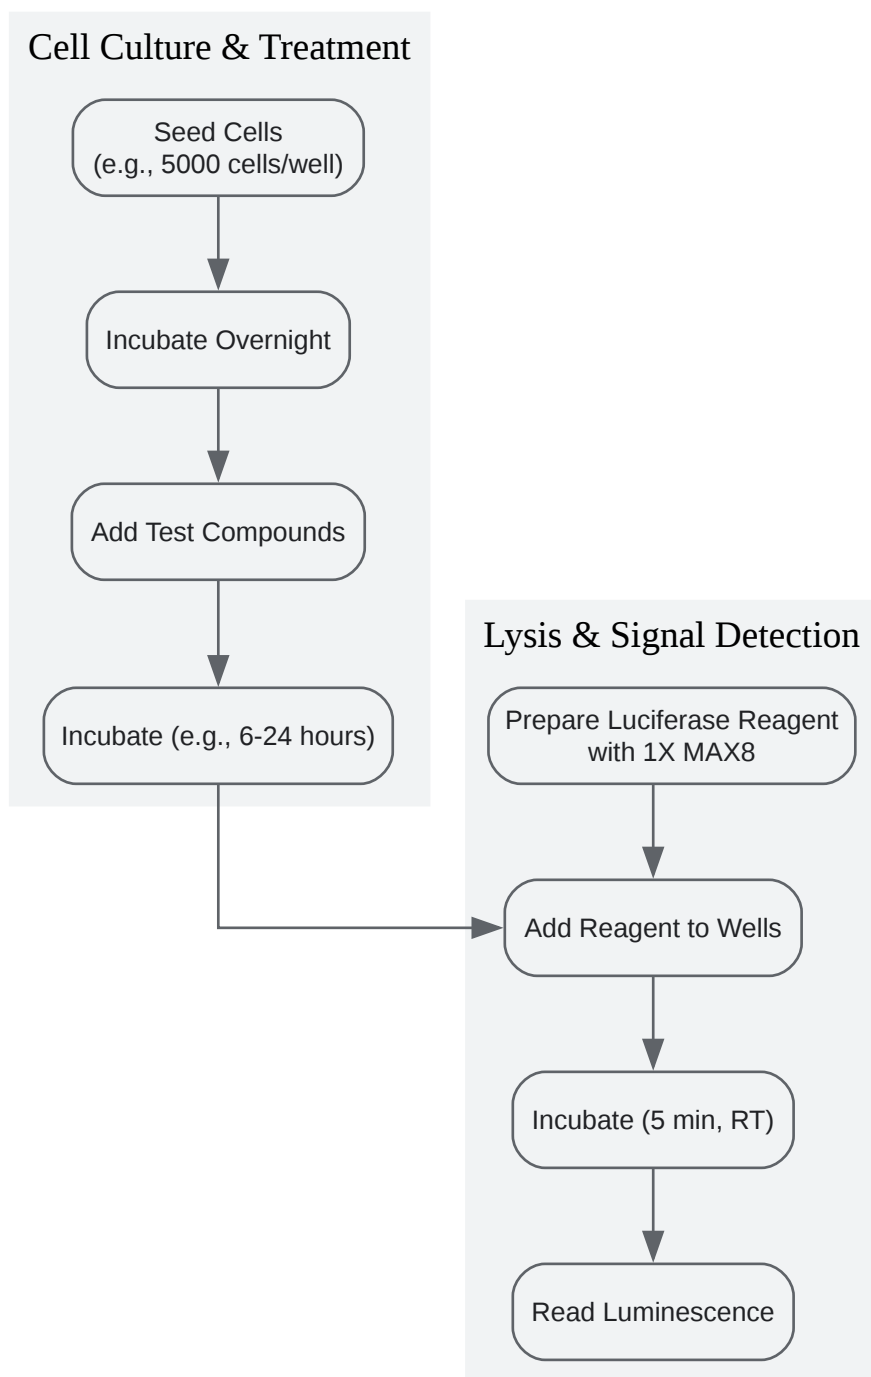 Cell Culture & Treatment
Seed Cells
(e.g., 5000 cells/well)
Incubate Overnight
Add Test Compounds
Incubate (e.g., 6-24 hours)
Lysis & Signal Detection
Prepare Luciferase Reagent
with 1X MAX8
Add Reagent to Wells
Incubate (5 min, RT)
Read Luminescence